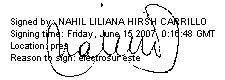 Signed by: NAHIL LILIANA HIRSH CARRILLO
Signing time: Friday, June 15 2007, 0:16:48 GMT
Location: pres
Reason to sign: electrosur este